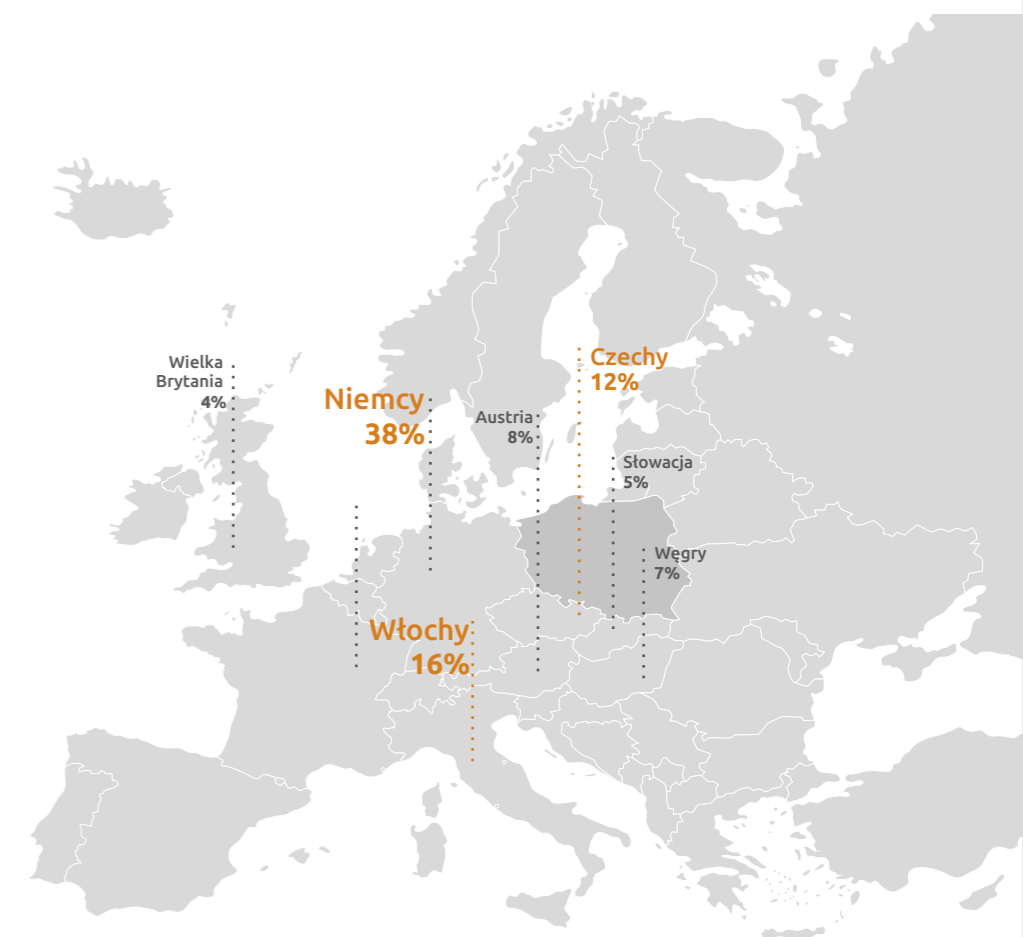 Wielka
Brytania
4%
Niemcy
38%
Czechy
12%
Austria
8%
Słowacja
5%
Węgry
7%
Włochy
16%